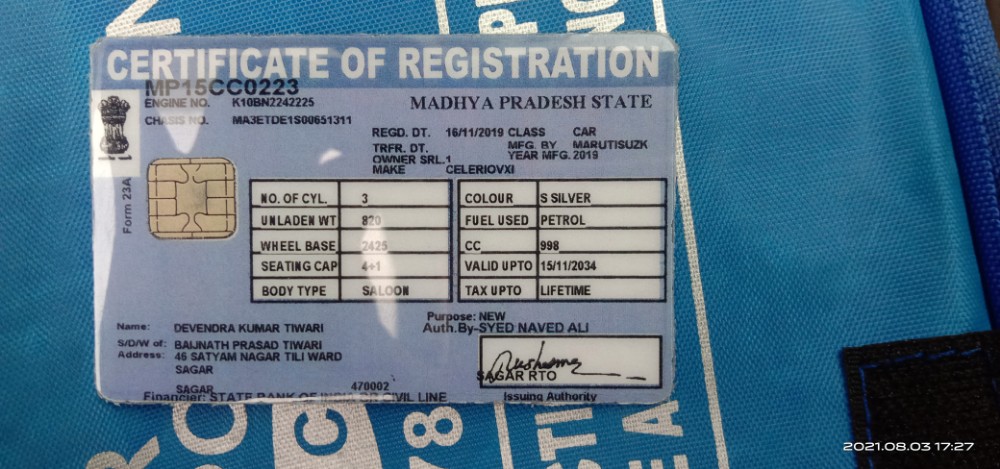 CERTIFICATE OF REGISTRATION
MP15CC0223
ENGINE NO. K10BN2242225
MADHYA PRADESH STATE
CHASIS NO. MA3ETDE1S00651311
REGD. DT. 16/11/2019 CLASS CAR
TRFR. DT. MFG. BY MARUTISUZK
OWNER SRL.1 YEAR MFG. 2019
MAKE CELERIOVXI
Form 23A
NO. OF CYL. 3 COLOUR S SILVER
UNLADEN WT 820 FUEL USED PETROL
WHEEL BASE 2425 CC 998
SEATING CAP 4+1 VALID UPTO 15/11/2034
BODY TYPE SALOON TAX UPTO LIFETIME
Purpose: NEW
Name: DEVENDRA KUMAR TIWARI Auth.By-SYED NAVED ALI
S/D/W of: BAIJNATH PRASAD TIWARI
Address: 46 SATYAM NAGAR TILI WARD
SAGAR
SAGAR RTO
SAGAR 470002
Financier: STATE BANK OF INDIA CIVIL LINE
Issuing Authority
78
2021.08.03 17:27